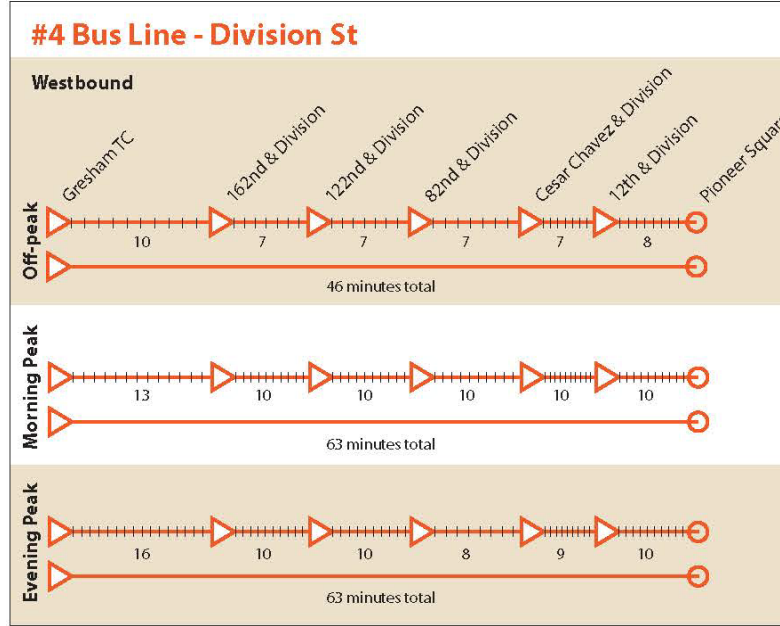 #4 Bus Line - Division St
Westbound
Gresham TC
162nd & Division
122nd & Division
82nd & Division
Cesar Chavez & Division
12th & Division
Pioneer Square
Off-peak
10 7 7 7 7 8
46 minutes total
Morning Peak
13 10 10 10 10 10
63 minutes total
Evening Peak
16 10 10 8 9 10
63 minutes total